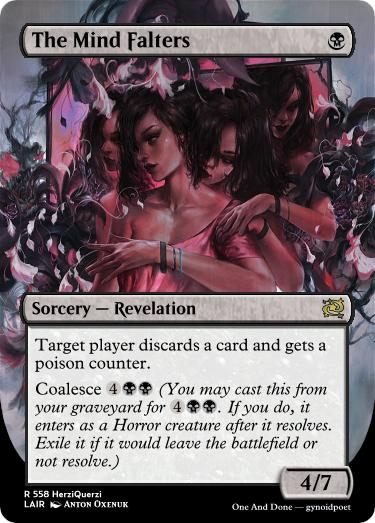 The Mind Falters
Sorcery — Revelation
Target player discards a card and gets a
poison counter.
Coalesce 4 (You may cast this from
your graveyard for 4. If you do, it
enters as a Horror creature after it resolves.
Exile it if it would leave the battlefield or
not resolve.)
4/7
R 558 HerziQuerzi
LAIR Anton Oxenuk
One And Done — gynoidpoet